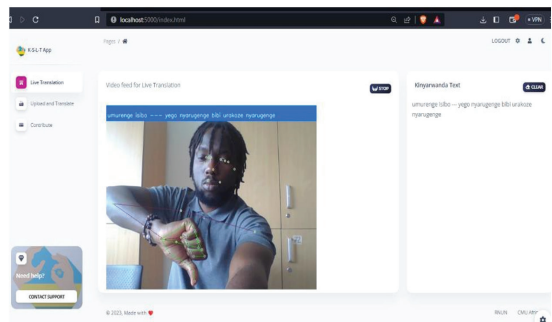 localhost:5000/index.html
VPN
K-S-L-T App
Pages / 
LOGOUT
Live Translation
Upload and Translate
Contribute
Video feed for Live Translation
STOP
umurenge isibo --- yego nyarugenge bibi urakoze nyarugenge
Kinyarwanda Text
CLEAR
umurenge isibo --- yego nyarugenge bibi urakoze
nyarugenge
Need help?
CONTACT SUPPORT
© 2023, Made with